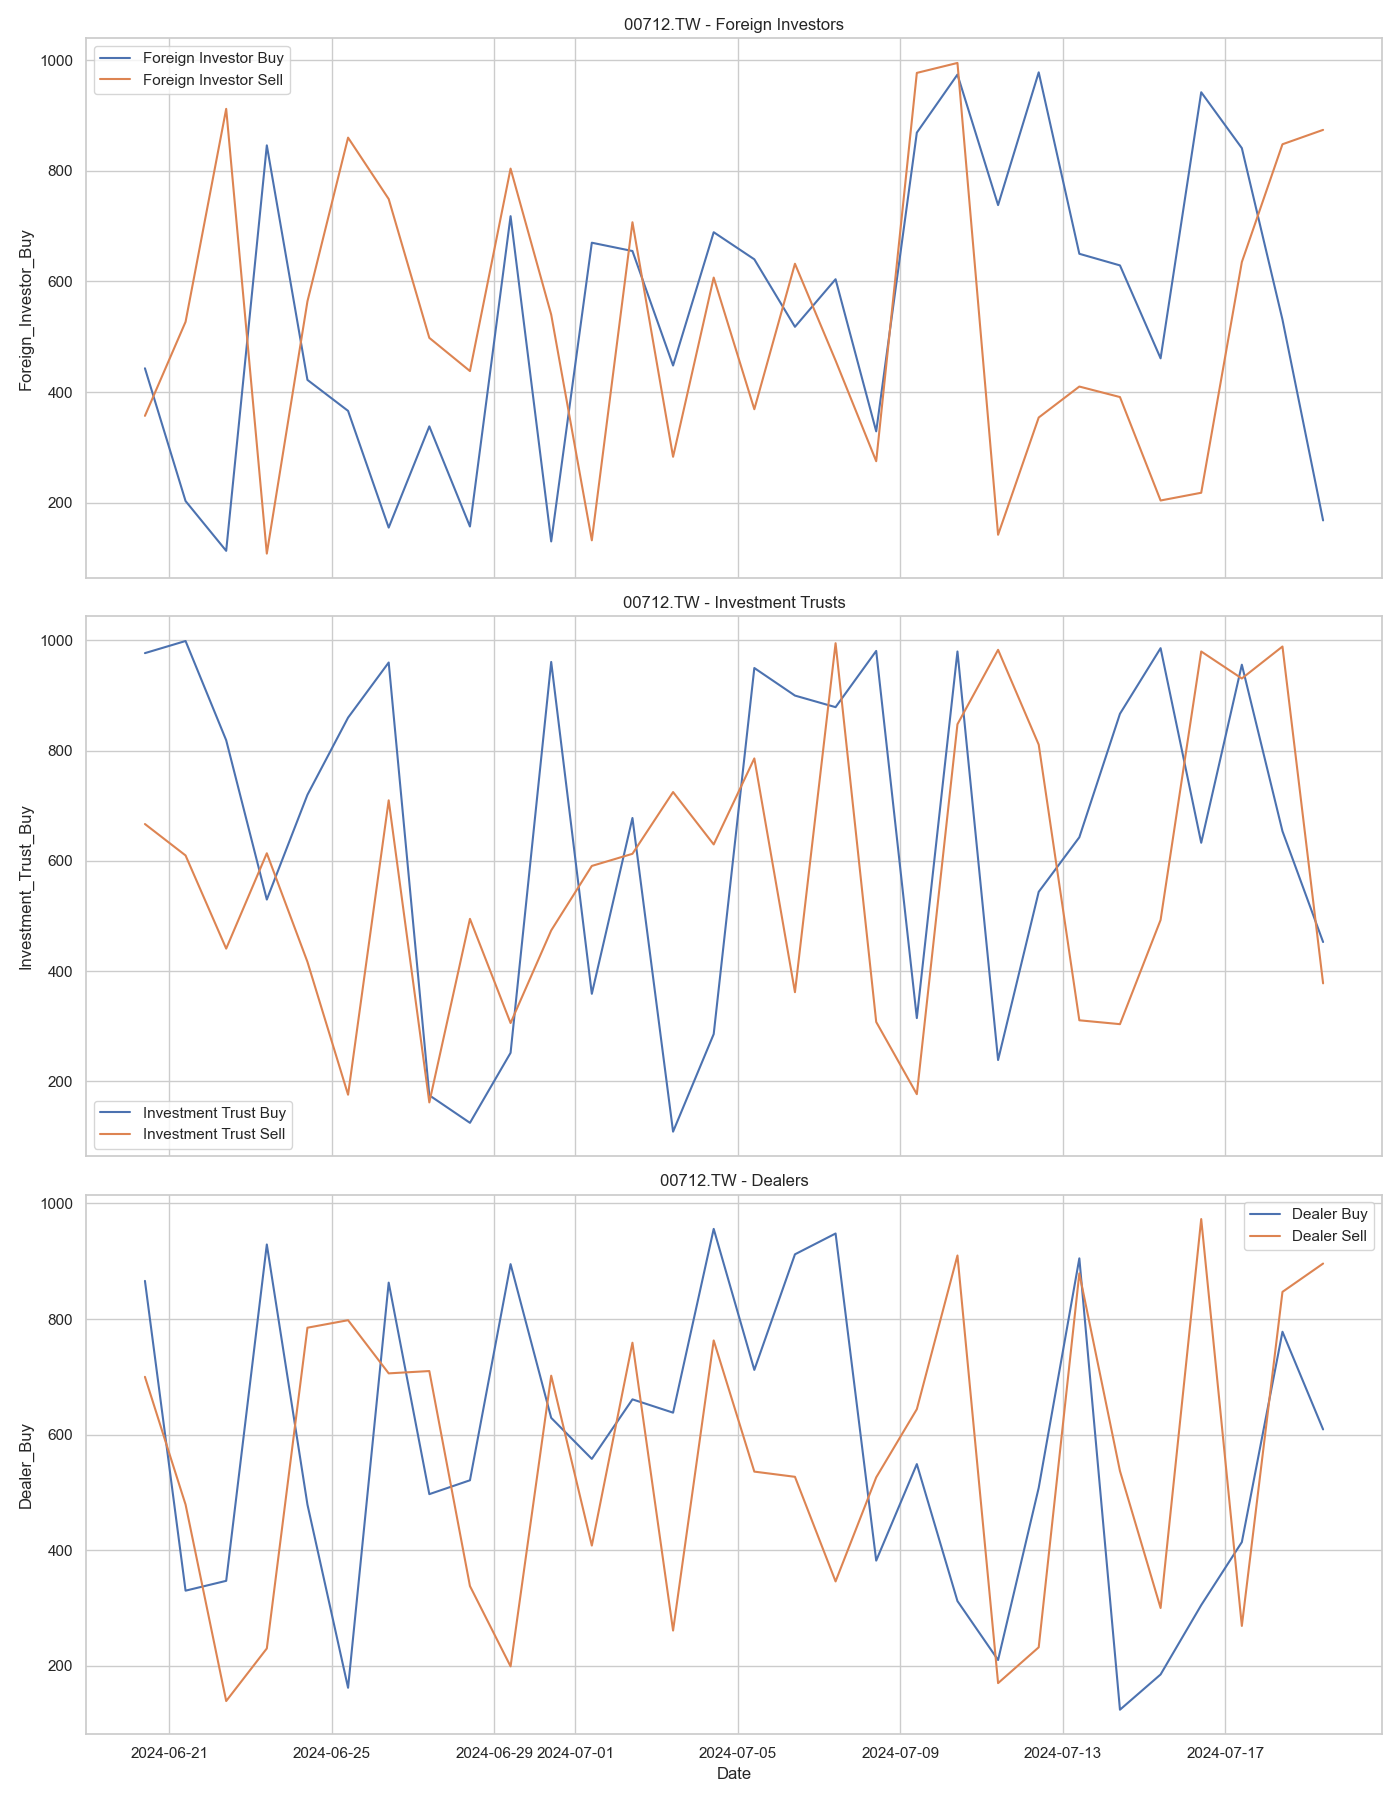 00712.TW - Foreign Investors
Foreign Investor Buy
Foreign Investor Sell
1000
800
600
400
200
Foreign_Investor_Buy
00712.TW - Investment Trusts
1000
800
600
400
200
Investment_Trust_Buy
Investment Trust Buy
Investment Trust Sell
00712.TW - Dealers
Dealer Buy
Dealer Sell
1000
800
600
400
200
Dealer_Buy
2024-06-21 2024-06-25 2024-06-29 2024-07-01 2024-07-05 2024-07-09 2024-07-13 2024-07-17
Date